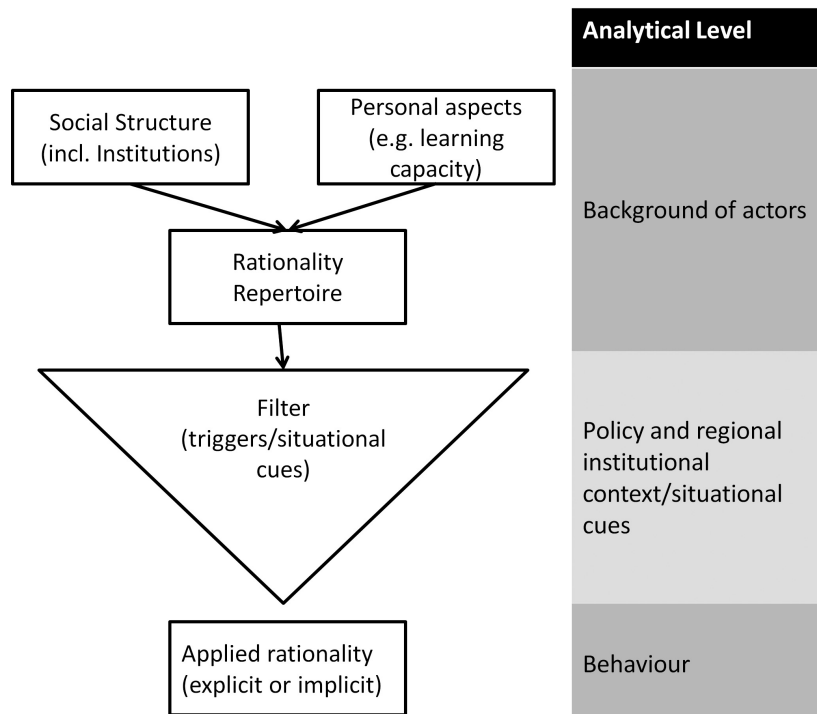 Analytical Level
Social Structure
(incl. Institutions)
Personal aspects
(e.g. learning
capacity)
Background of actors
Rationality
Repertoire
Filter
(triggers/situational
cues)
Policy and regional
institutional
context/situational
cues
Applied rationality
(explicit or implicit)
Behaviour